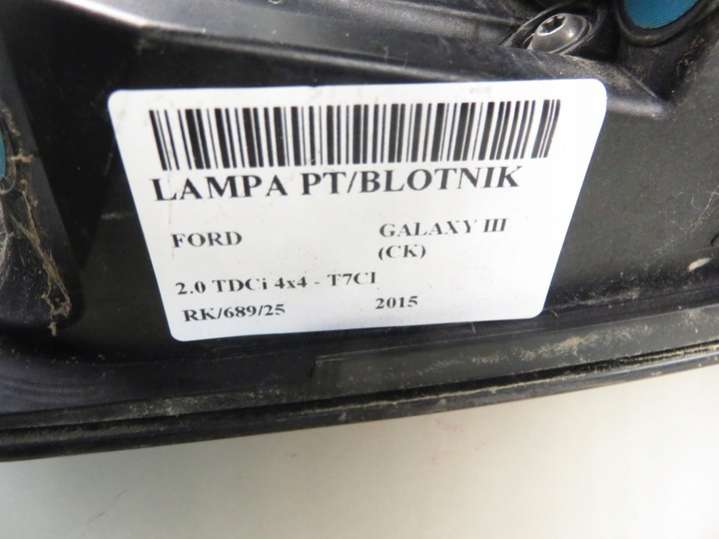 LAMPA PT/BLOTNIK
FORD GALAXY III
(CK)
2.0 TDCi 4x4 - T7CI
RK/689/25 2015